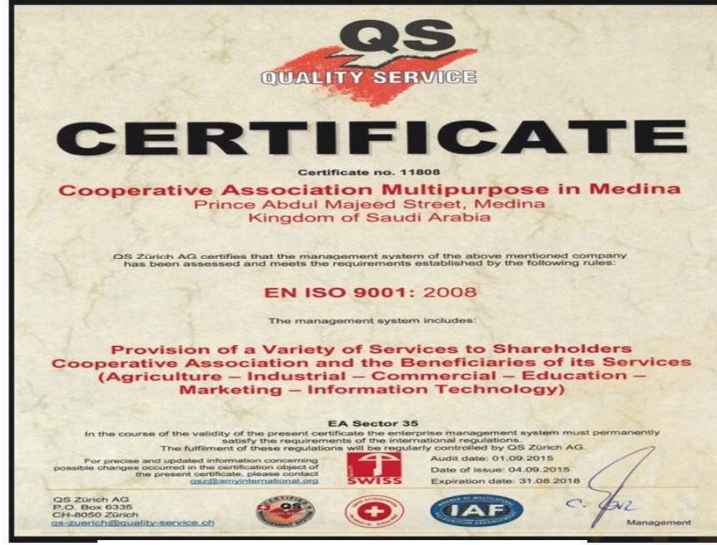 QS
QUALITY SERVICE
CERTIFICATE
Certificate no. 11808
Cooperative Association Multipurpose in Medina
Prince Abdul Majeed Street, Medina
Kingdom of Saudi Arabia
QS Zürich AG certifies that the management system of the above mentioned company
has been assessed and meets the requirements established by the following rules:
EN ISO 9001: 2008
The management system includes:
Provision of a Variety of Services to Shareholders
Cooperative Association and the Beneficiaries of its Services
(Agriculture – Industrial – Commercial – Education –
Marketing – Information Technology)
EA Sector 35
In the course of the validity of the present certificate the enterprise management system must permanently
satisfy the requirements of the international regulations.
The fulfilment of these regulations will be regularly controlled by QS Zürich AG.
For precise and updated information concerning
possible changes occurred in the certification object of
the present certificate, please contact
qsz@amyinternational.org
SWISS
Audit date: 01.09.2015
Date of issue: 04.09.2015
Expiration date: 31.08.2018
QS Zürich AG
P.O. Box 6335
CH-8050 Zürich
qs-zuerich@quality-service.ch
QS
IAF
Management